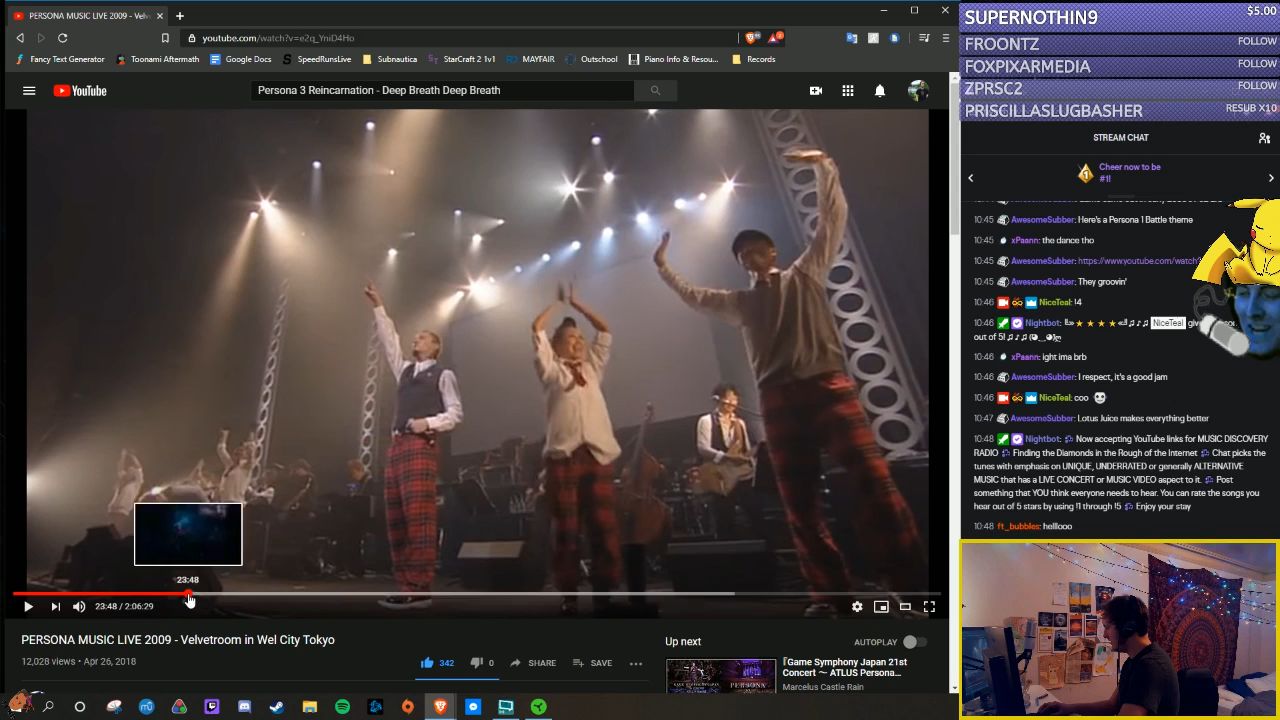 PERSONA MUSIC LIVE 2009 - Velv
youtube.com/watch?v=e2q_YniD4Ho
Fancy Text Generator
Toonami Aftermath
Google Docs
SpeedRunsLive
Subnautica
StarCraft 2 1v1
MAYFAIR
Outschool
Piano Info & Resou...
Records
YouTube
Persona 3 Reincarnation - Deep Breath Deep Breath
23:48
23:48 / 2:06:29
PERSONA MUSIC LIVE 2009 - Velvetroom in Wel City Tokyo
12,028 views • Apr 26, 2018
342
0
SHARE
SAVE
Up next
AUTOPLAY
『Game Symphony Japan 21st
Concert ～ ATLUS Persona...
Marcelus Castle Rain
SUPERNOTHIN9 $5.00
FROONTZ FOLLOW
FOXPIXARMEDIA FOLLOW
ZPRSC2 FOLLOW
PRISCILLASLUGBASHER RESUB X10
STREAM CHAT
Cheer now to be
#1!
10:45 AwesomeSubber: Here's a Persona 1 Battle theme
10:45 xPaann: the dance tho
10:45 AwesomeSubber: https://www.youtube.com/watch?
10:45 AwesomeSubber: They groovin'
10:46 NiceTeal: !4
10:46 Nightbot: ★ ★ ★ ★ NiceTeal
out of 5!
10:46 xPaann: ight ima brb
10:46 AwesomeSubber: I respect, it's a good jam
10:46 NiceTeal: coo
10:47 AwesomeSubber: Lotus Juice makes everything better
10:48 Nightbot: Now accepting YouTube links for MUSIC DISCOVERY
RADIO Finding the Diamonds in the Rough of the Internet Chat picks the
tunes with emphasis on UNIQUE, UNDERRATED or generally ALTERNATIVE
MUSIC that has a LIVE CONCERT or MUSIC VIDEO aspect to it. Post
something that YOU think everyone needs to hear. You can rate the songs you
hear out of 5 stars by using !1 through !5 Enjoy your stay
10:48 ft_bubbles: helllooo